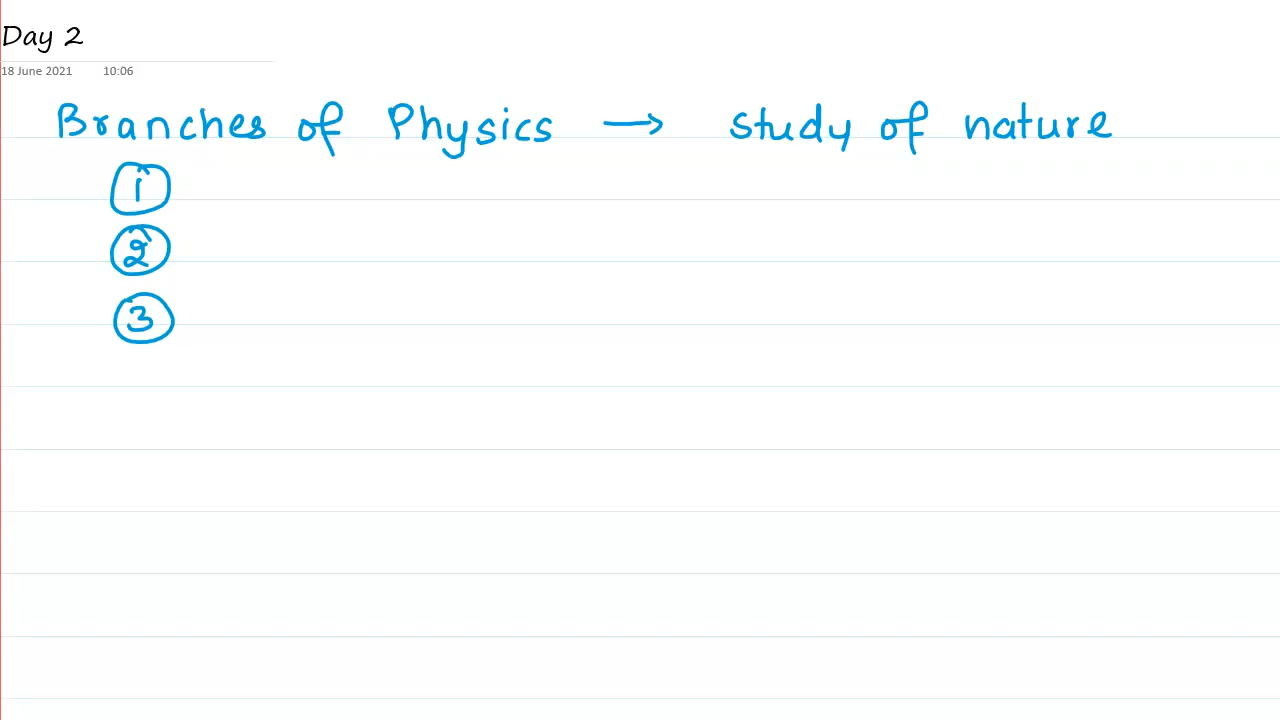 Day 2
18 June 2021 10:06
Branches of Physics → study of nature
1
2
3